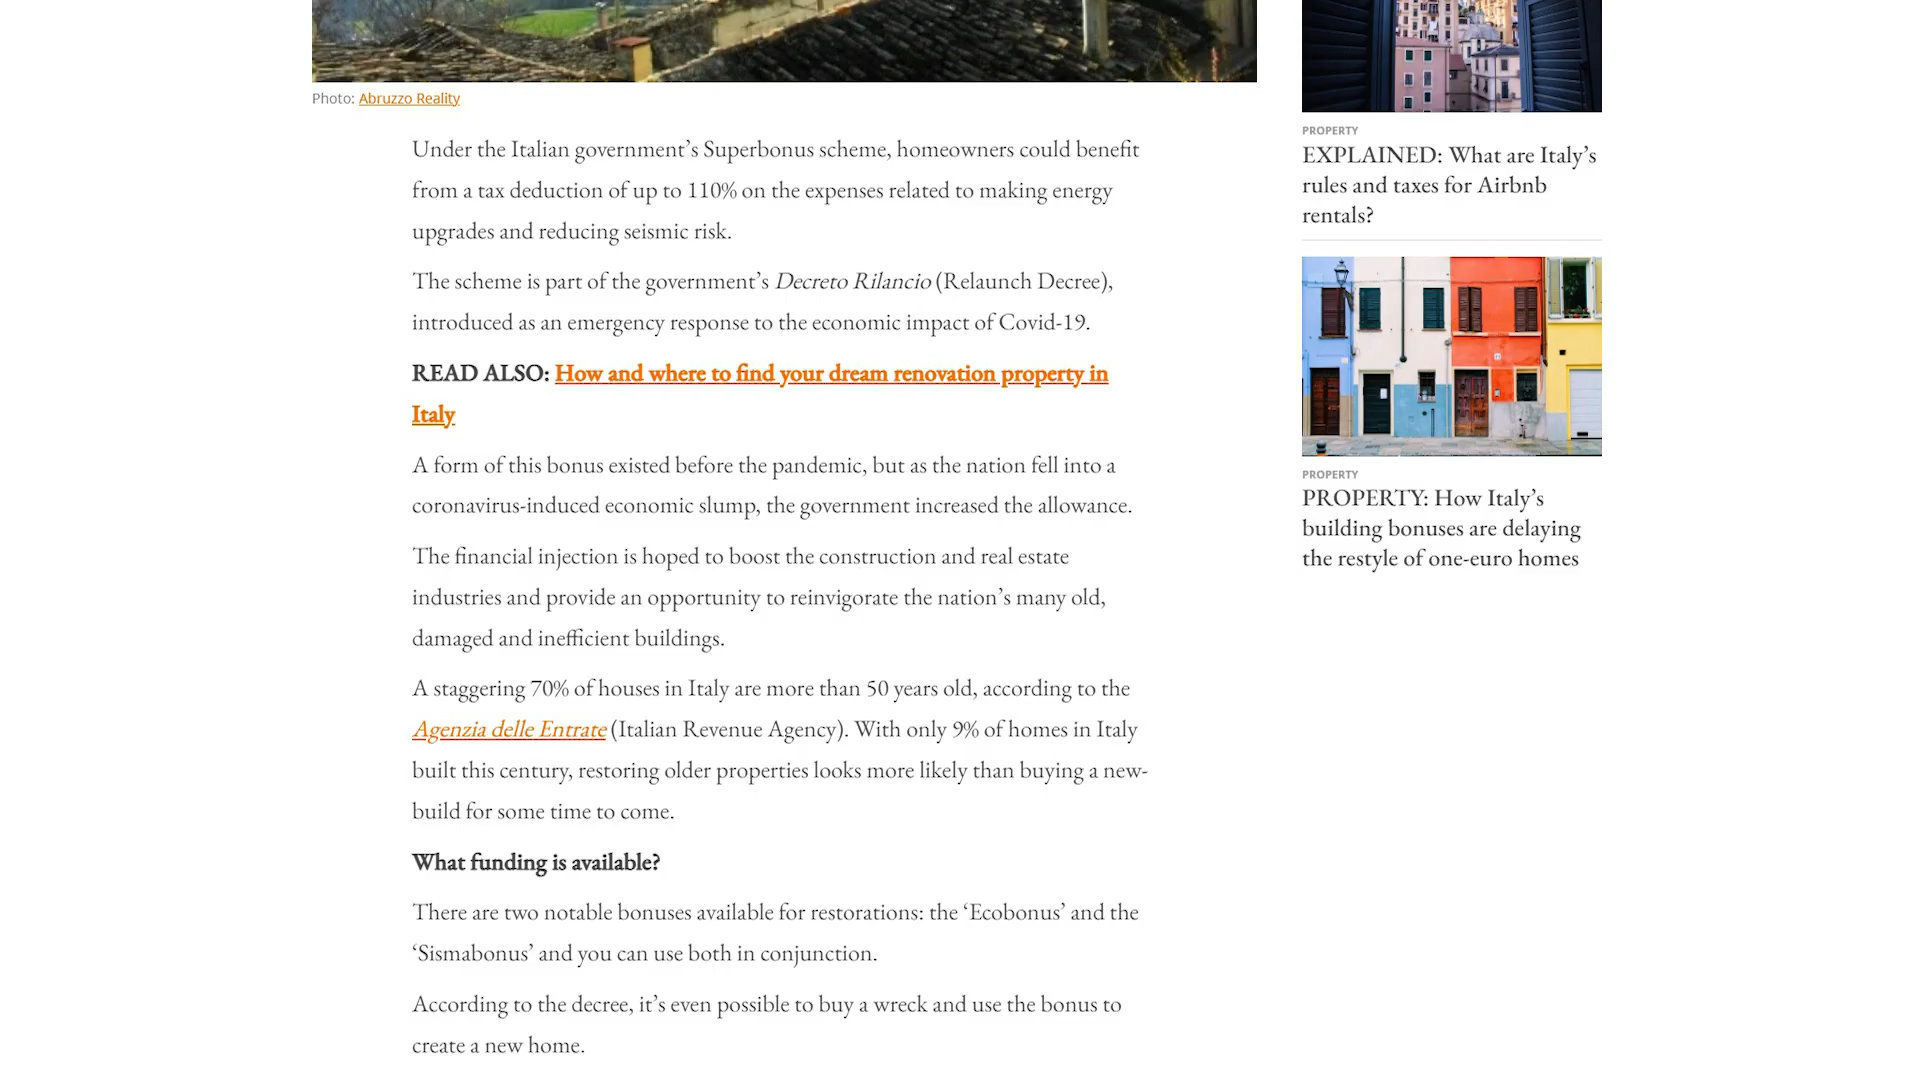 Photo: Abruzzo Reality
Under the Italian government’s Superbonus scheme, homeowners could benefit
from a tax deduction of up to 110% on the expenses related to making energy
upgrades and reducing seismic risk.
The scheme is part of the government’s Decreto Rilancio (Relaunch Decree),
introduced as an emergency response to the economic impact of Covid-19.
READ ALSO: How and where to find your dream renovation property in
Italy
A form of this bonus existed before the pandemic, but as the nation fell into a
coronavirus-induced economic slump, the government increased the allowance.
The financial injection is hoped to boost the construction and real estate
industries and provide an opportunity to reinvigorate the nation’s many old,
damaged and inefficient buildings.
A staggering 70% of houses in Italy are more than 50 years old, according to the
Agenzia delle Entrate (Italian Revenue Agency). With only 9% of homes in Italy
built this century, restoring older properties looks more likely than buying a new-
build for some time to come.
What funding is available?
There are two notable bonuses available for restorations: the ‘Ecobonus’ and the
‘Sismabonus’ and you can use both in conjunction.
According to the decree, it’s even possible to buy a wreck and use the bonus to
create a new home.
PROPERTY
EXPLAINED: What are Italy’s
rules and taxes for Airbnb
rentals?
PROPERTY
PROPERTY: How Italy’s
building bonuses are delaying
the restyle of one-euro homes